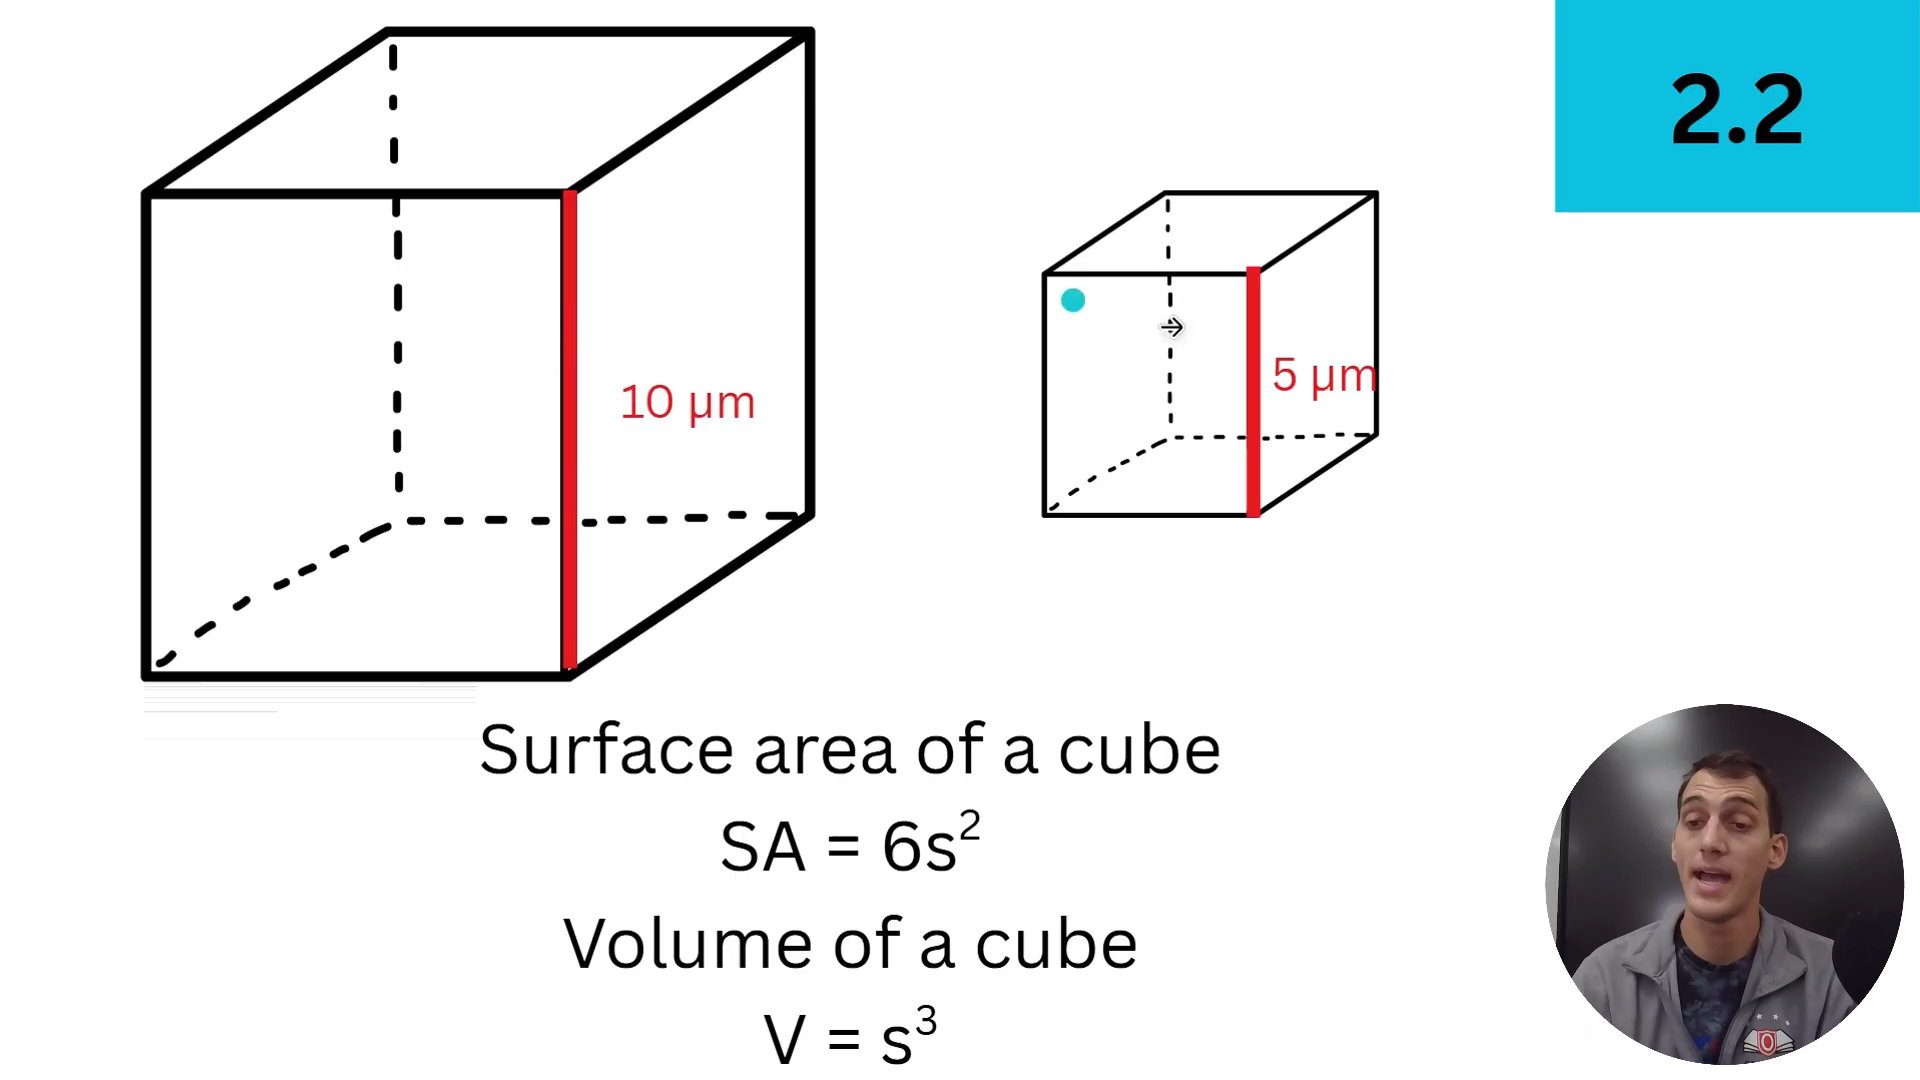 2.2
10 μm
5 μm
Surface area of a cube
SA = 6s²
Volume of a cube
V = s³